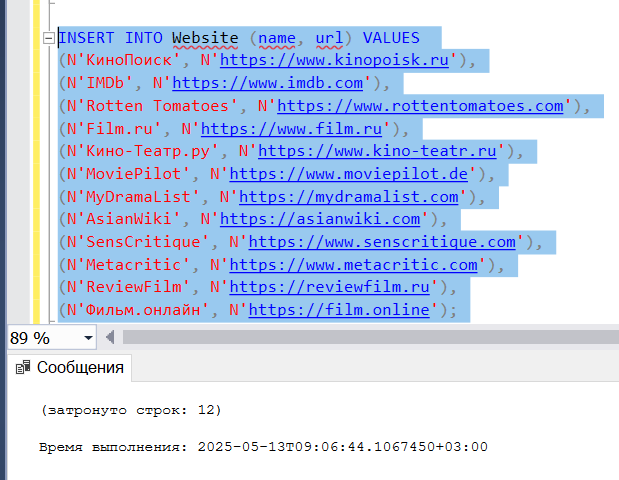 INSERT INTO Website (name, url) VALUES
(N'КиноПоиск', N'https://www.kinopoisk.ru'),
(N'IMDb', N'https://www.imdb.com'),
(N'Rotten Tomatoes', N'https://www.rottentomatoes.com'),
(N'Film.ru', N'https://www.film.ru'),
(N'Кино-Театр.ру', N'https://www.kino-teatr.ru'),
(N'MoviePilot', N'https://www.moviepilot.de'),
(N'MyDramaList', N'https://mydramalist.com'),
(N'AsianWiki', N'https://asianwiki.com'),
(N'SensCritique', N'https://www.senscritique.com'),
(N'Metacritic', N'https://www.metacritic.com'),
(N'ReviewFilm', N'https://reviewfilm.ru'),
(N'Фильм.онлайн', N'https://film.online');
89 %
Сообщения
(затронуто строк: 12)
Время выполнения: 2025-05-13T09:06:44.1067450+03:00